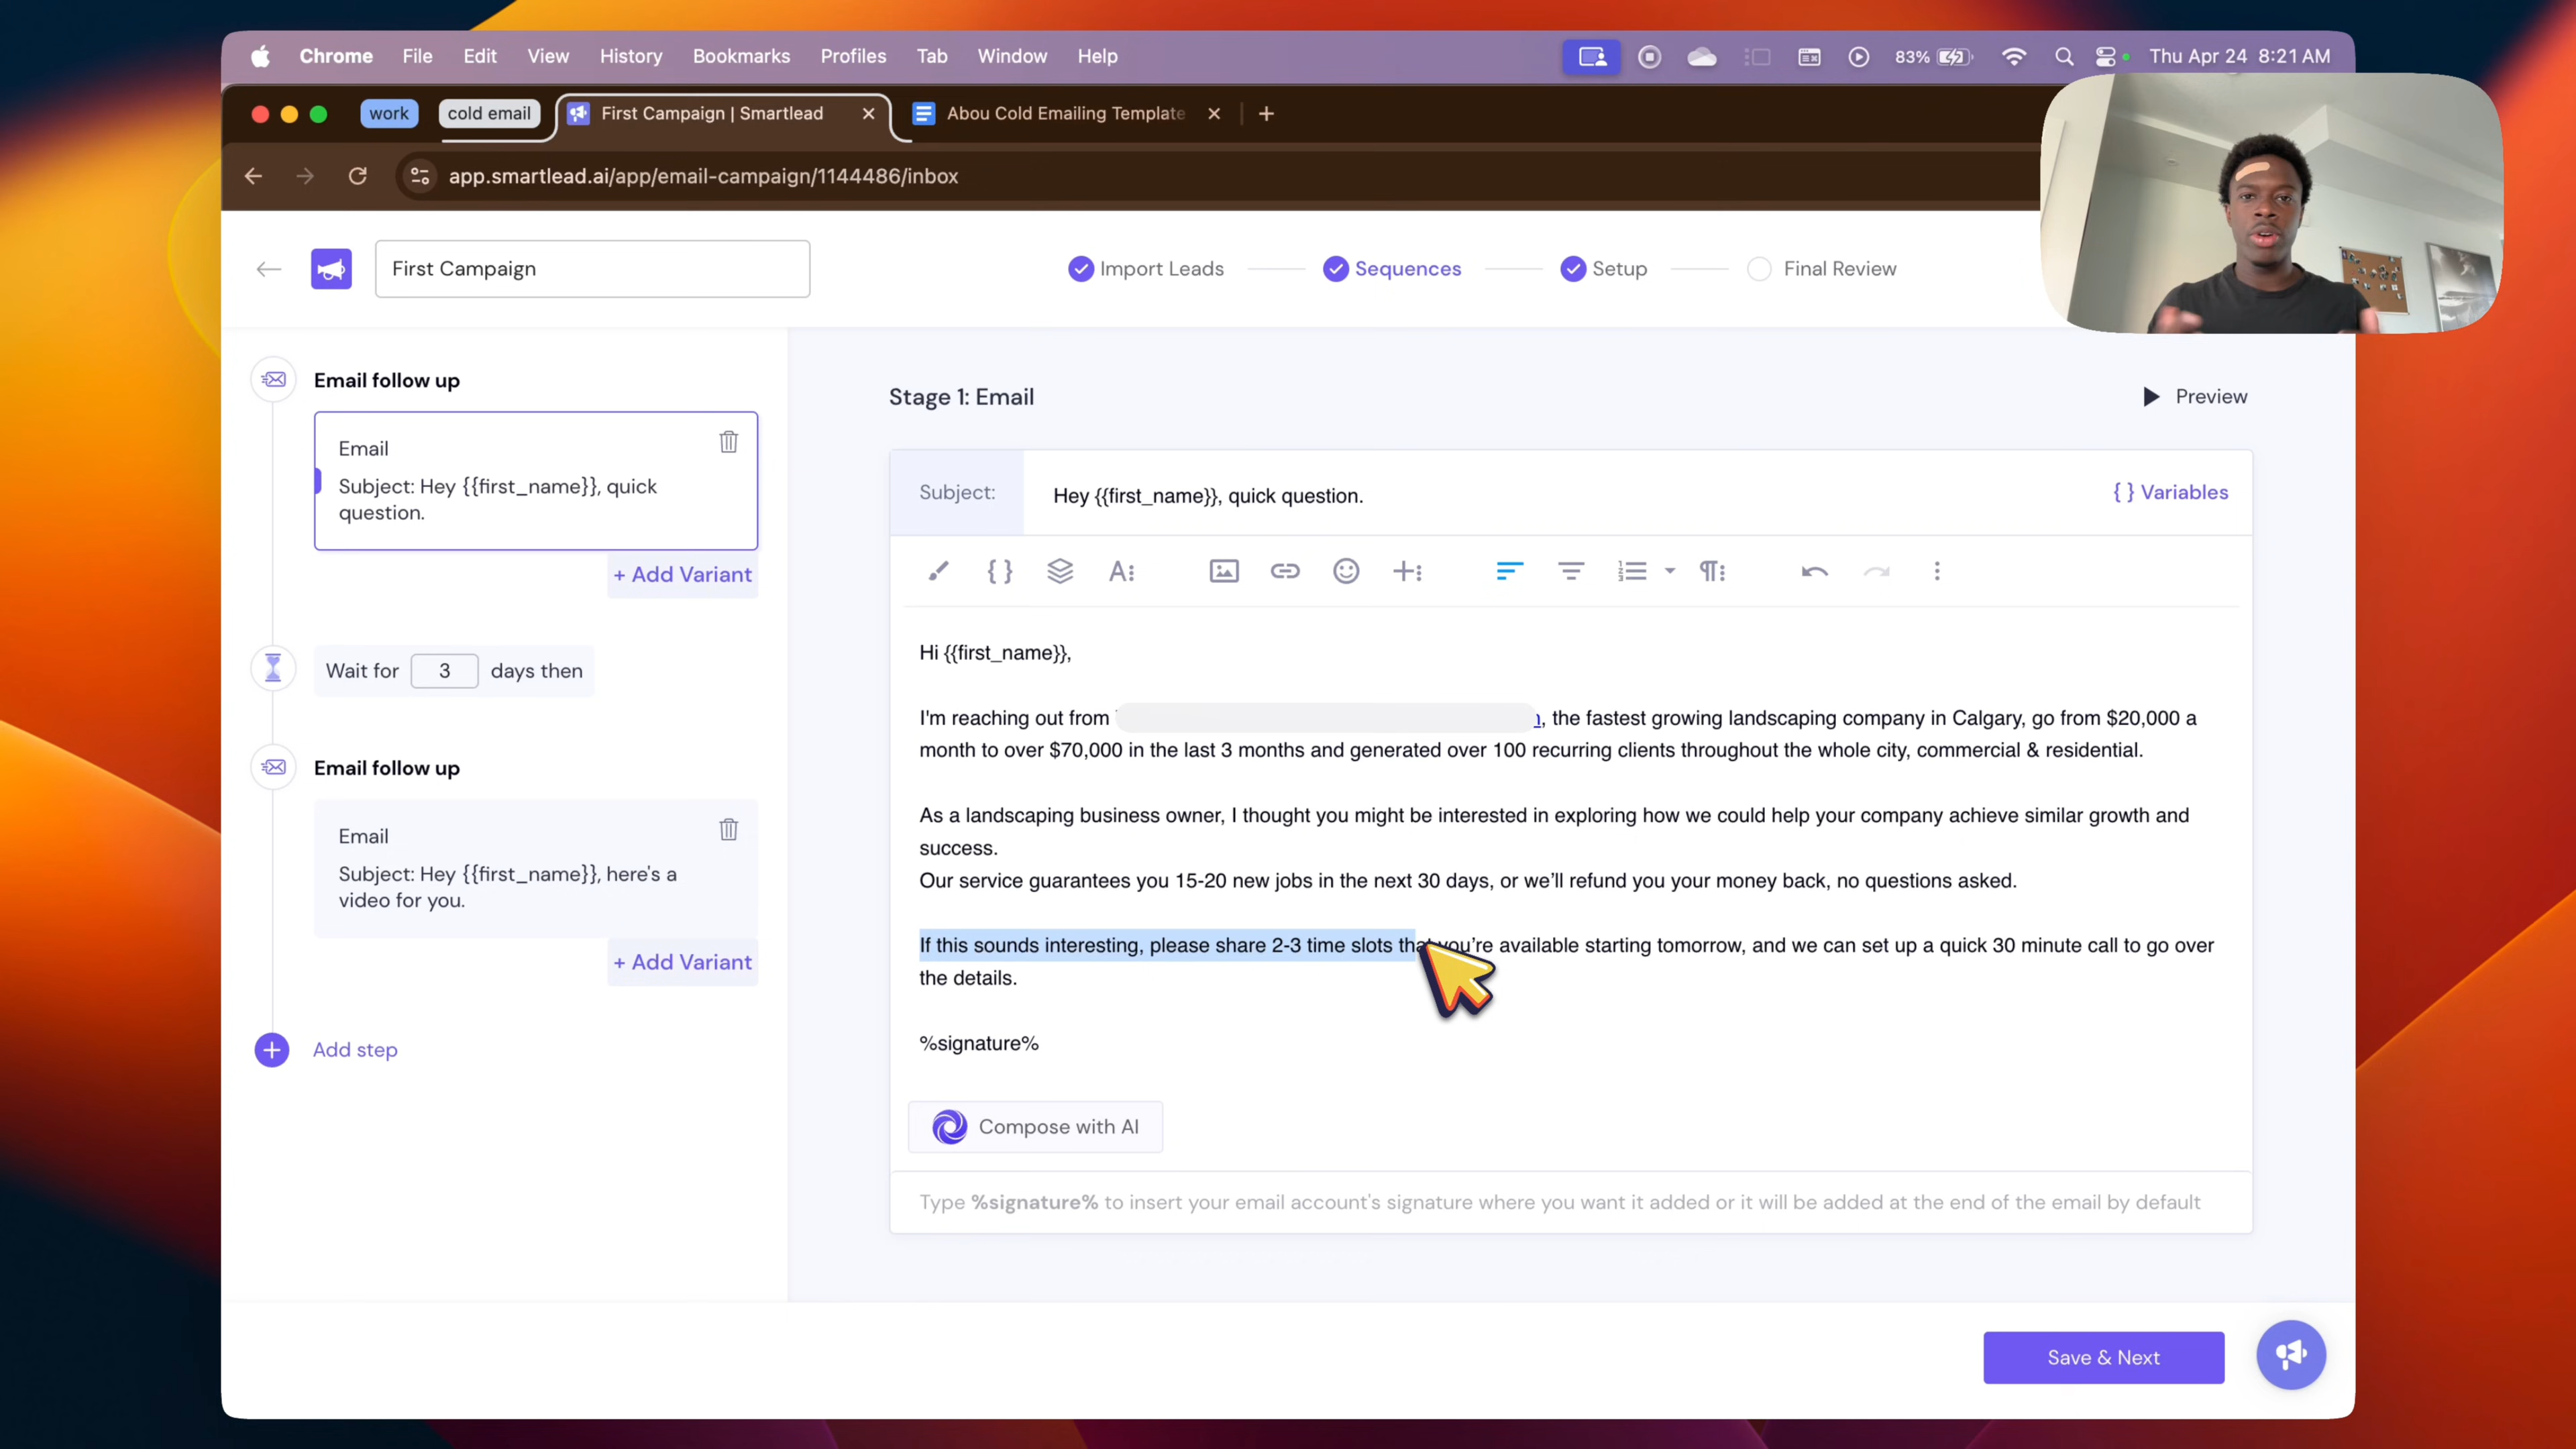 Chrome File Edit View History Bookmarks Profiles Tab Window Help 83% Thu Apr 24 8:21 AM
work cold email First Campaign | Smartlead Abou Cold Emailing Template
app.smartlead.ai/app/email-campaign/1144486/inbox
First Campaign
Import Leads Sequences Setup Final Review
Email follow up
Email
Subject: Hey {{first_name}}, quick
question.
+ Add Variant
Wait for 3 days then
Email follow up
Email
Subject: Hey {{first_name}}, here's a
video for you.
+ Add Variant
Add step
Stage 1: Email
Preview
Subject: Hey {{first_name}}, quick question. { } Variables
Hi {{first_name}},
I'm reaching out from , the fastest growing landscaping company in Calgary, go from $20,000 a
month to over $70,000 in the last 3 months and generated over 100 recurring clients throughout the whole city, commercial & residential.
As a landscaping business owner, I thought you might be interested in exploring how we could help your company achieve similar growth and
success.
Our service guarantees you 15-20 new jobs in the next 30 days, or we’ll refund you your money back, no questions asked.
If this sounds interesting, please share 2-3 time slots that you’re available starting tomorrow, and we can set up a quick 30 minute call to go over
the details.
%signature%
Compose with AI
Type %signature% to insert your email account's signature where you want it added or it will be added at the end of the email by default
Save & Next